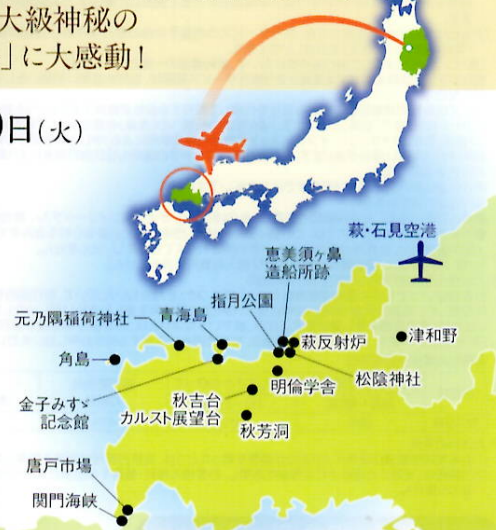 大級神秘の
」に大感動!
日(火)
萩・石見空港
恵美須ヶ鼻
造船所跡
指月公園
青海島
元乃隅稲荷神社
萩反射炉
津和野
角島
松陰神社
明倫学舎
金子みすゞ
記念館
秋吉台
カルスト展望台
秋芳洞
唐戸市場
関門海峡